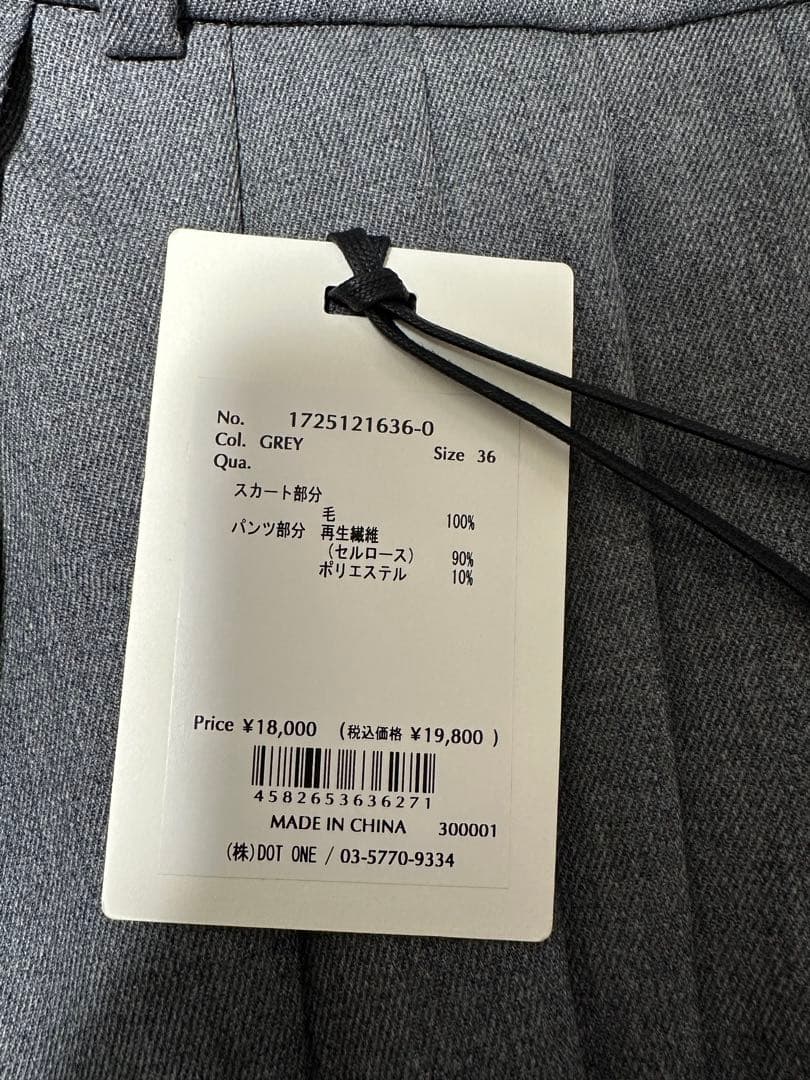 No. 1725121636-0
Col. GREY Size 36
Qua.
スカート部分
毛 100%
パンツ部分 再生繊維
(セルロース) 90%
ポリエステル 10%
Price ¥18,000 (税込価格 ¥19,800 )
4582653636271
MADE IN CHINA 300001
(株)DOT ONE / 03-5770-9334